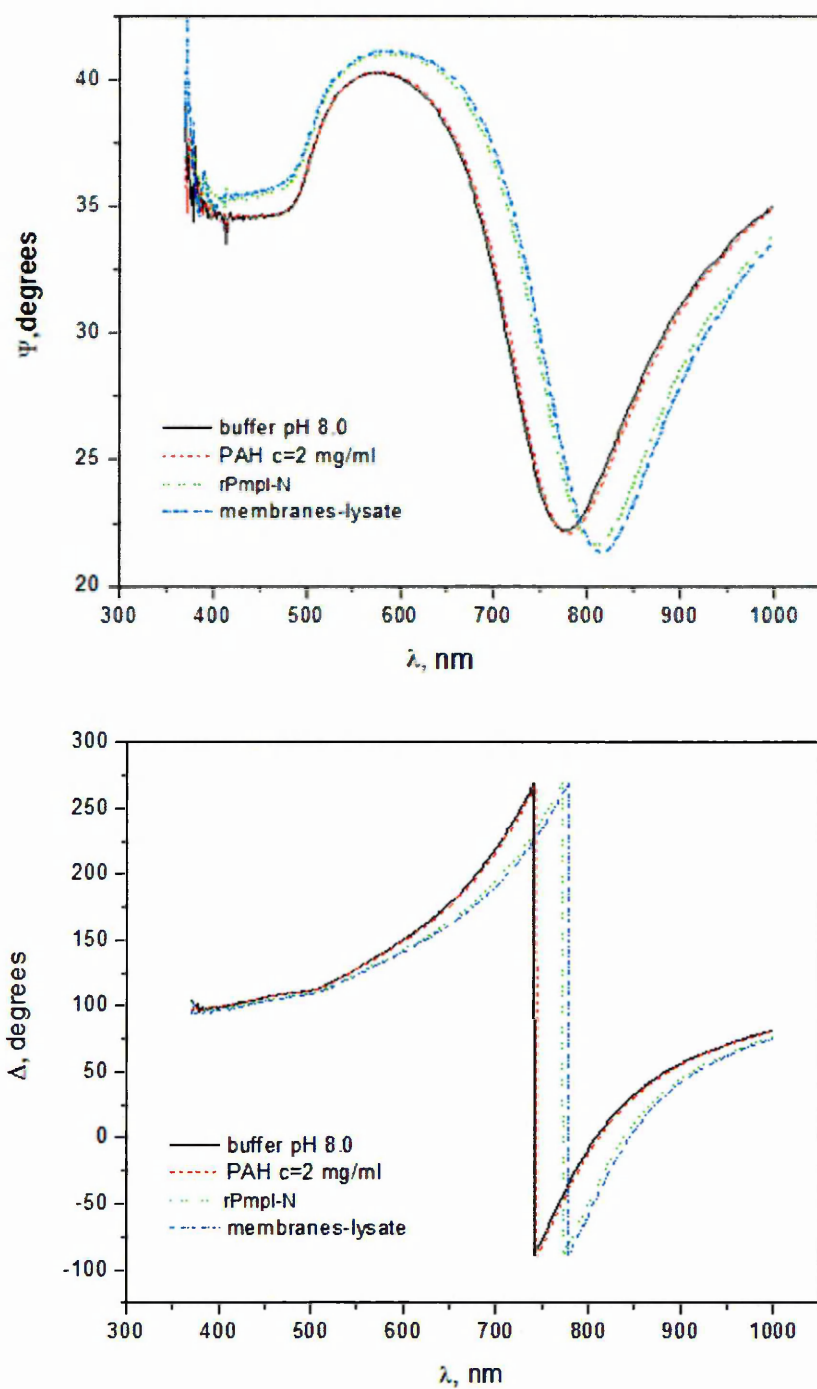 40
35
30
25
20
Ψ, degrees
buffer pH 8.0
PAH c=2 mg/ml
rPmpI-N
membranes-lysate
300 400 500 600 700 800 900 1000
λ, nm
300
250
200
150
100
50
0
-50
-100
Δ, degrees
buffer pH 8.0
PAH c=2 mg/ml
rPmpI-N
membranes-lysate
300 400 500 600 700 800 900 1000
λ, nm